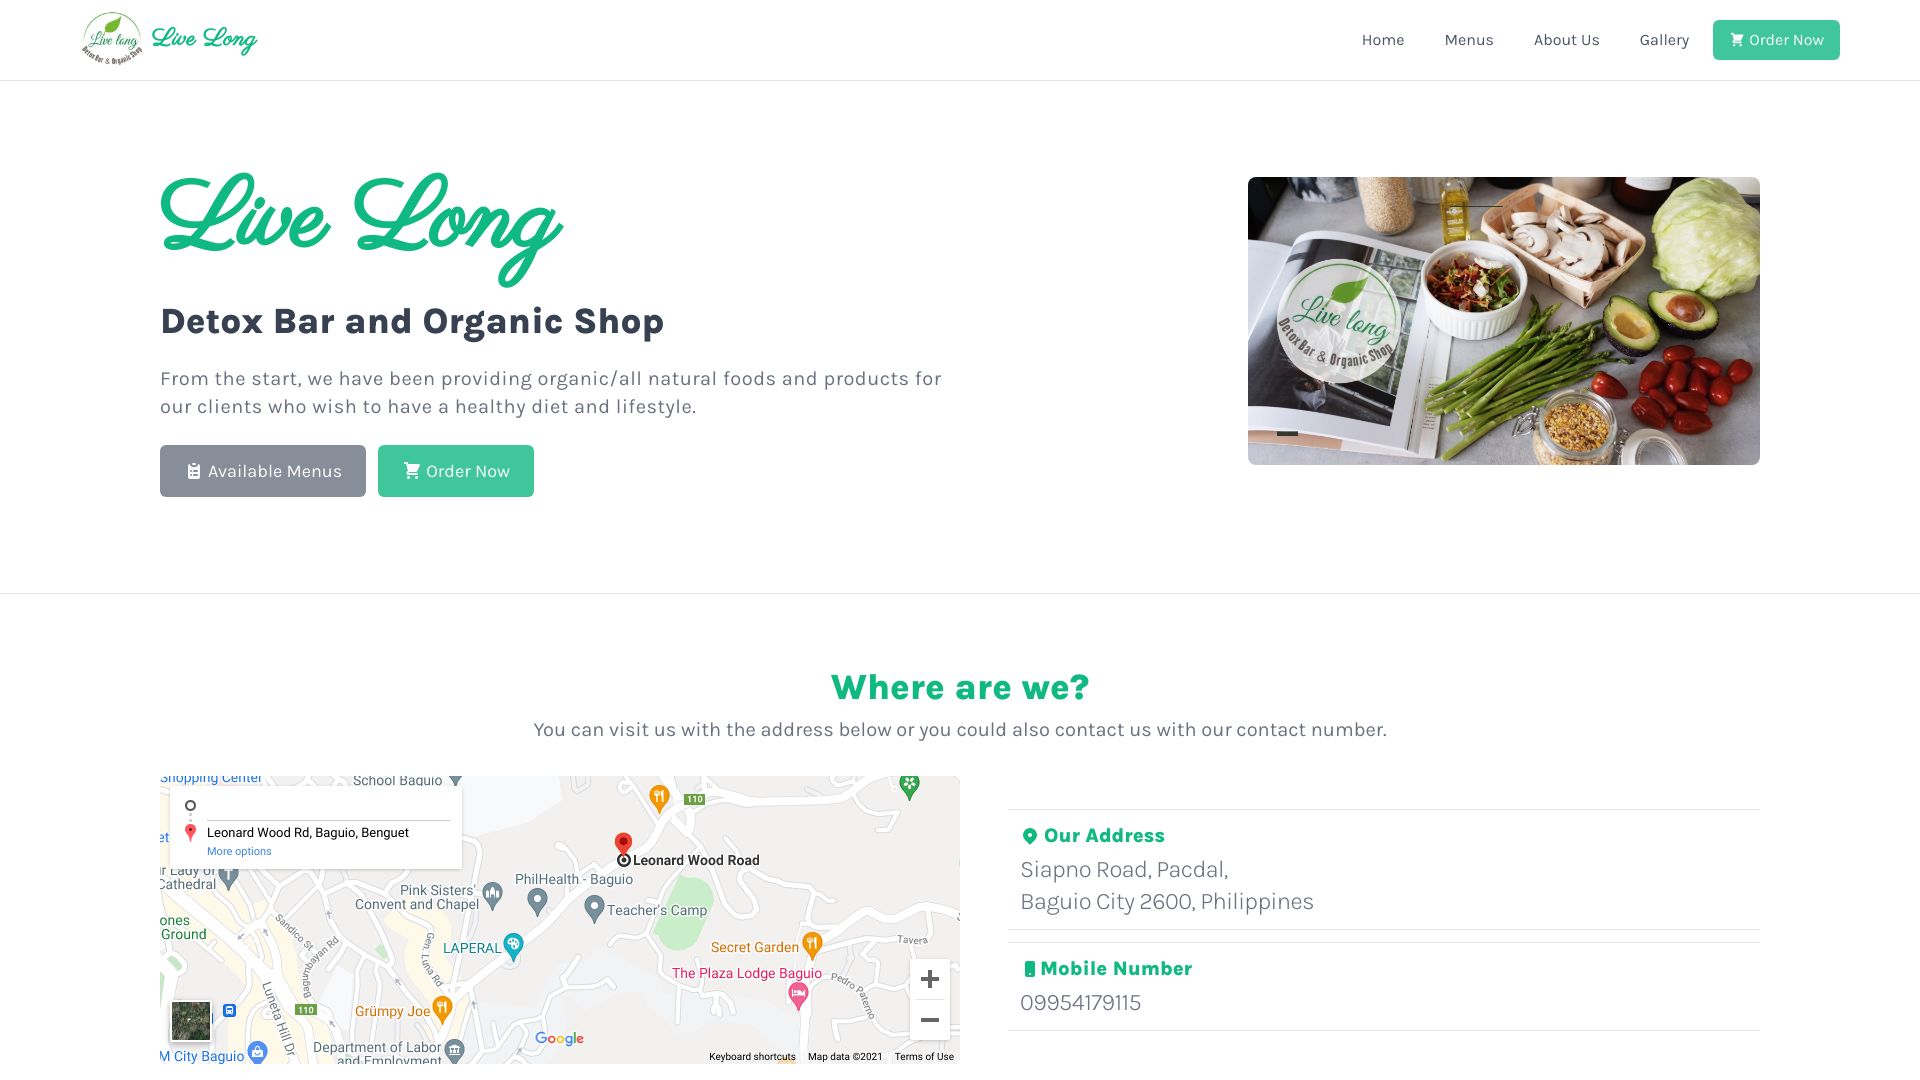 Live long
Detox Bar & Organic Shop
Live Long
Home
Menus
About Us
Gallery
Order Now
Live Long
Detox Bar and Organic Shop
From the start, we have been providing organic/all natural foods and products for
our clients who wish to have a healthy diet and lifestyle.
Available Menus
Order Now
Live long
Detox Bar & Organic Shop
Where are we?
You can visit us with the address below or you could also contact us with our contact number.
Shopping Center
School Baguio
110
Leonard Wood Rd, Baguio, Benguet
More options
Leonard Wood Road
Cathedral
PhilHealth - Baguio
Pink Sisters'
Convent and Chapel
Teacher's Camp
Ground
Sandico St
Bagumbayan Rd
Gen. Luna Rd
LAPERAL
Secret Garden
Tavera
The Plaza Lodge Baguio
Pedro Paterno
Luneta Hill Dr
110
Grümpy Joe
Google
M City Baguio
Department of Labor
and Employment
Keyboard shortcuts
Map data ©2021
Terms of Use
Our Address
Siapno Road, Pacdal,
Baguio City 2600, Philippines
Mobile Number
09954179115